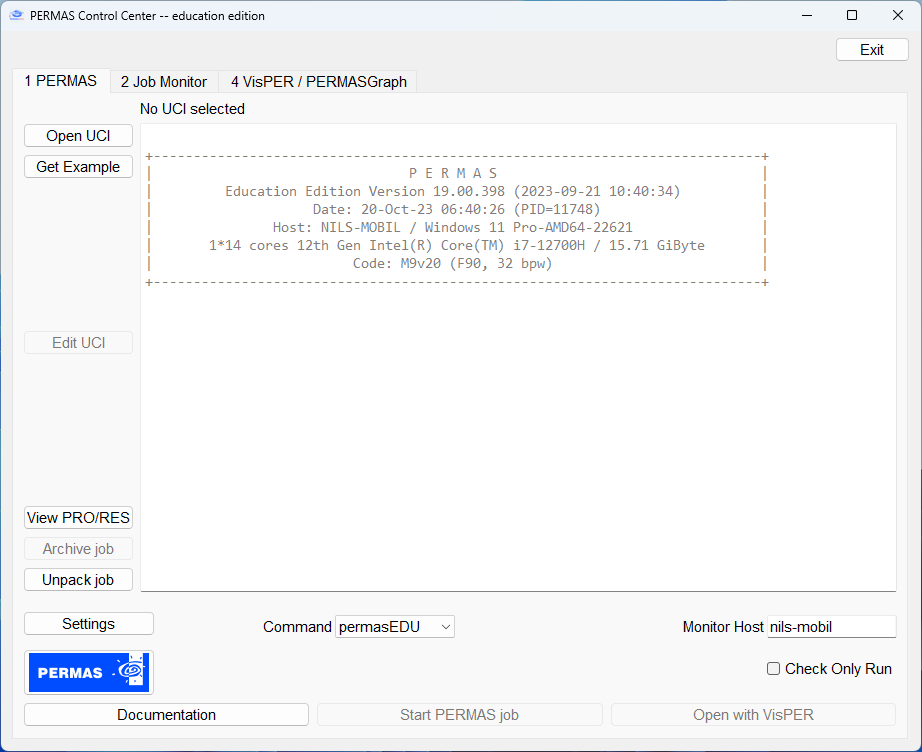 PERMAS Control Center -- education edition
Exit
1 PERMAS
2 Job Monitor
4 VisPER / PERMASGraph
No UCI selected
Open UCI
Get Example
+----------------------------------------------------------------------------+
| P E R M A S |
| Education Edition Version 19.00.398 (2023-09-21 10:40:34) |
| Date: 20-Oct-23 06:40:26 (PID=11748) |
| Host: NILS-MOBIL / Windows 11 Pro-AMD64-22621 |
| 1*14 cores 12th Gen Intel(R) Core(TM) i7-12700H / 15.71 GiByte |
| Code: M9v20 (F90, 32 bpw) |
+----------------------------------------------------------------------------+
Edit UCI
View PRO/RES
Archive job
Unpack job
Settings
Command permasEDU
Monitor Host nils-mobil
PERMAS
Check Only Run
Documentation
Start PERMAS job
Open with VisPER